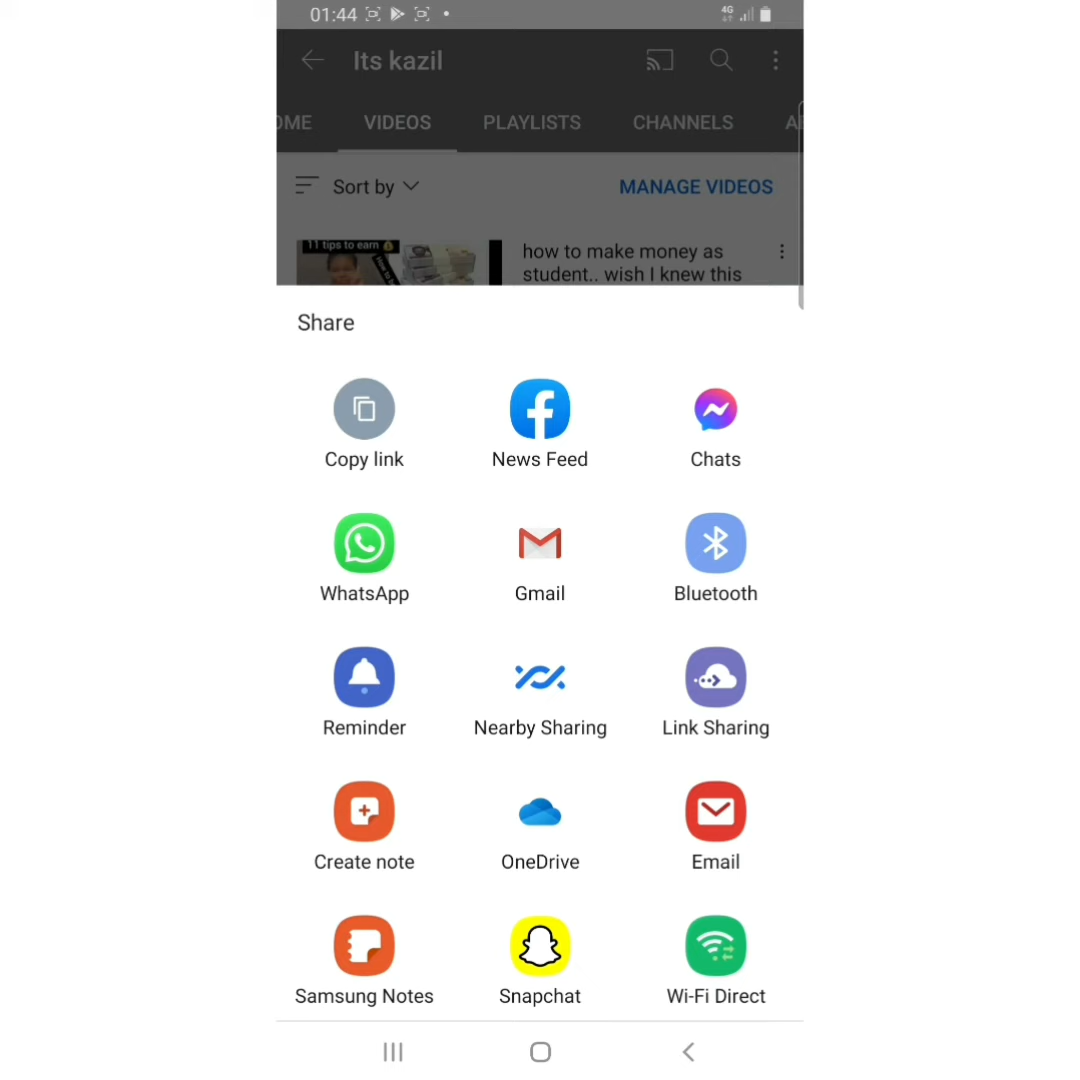 01:44
4G
Its kazil
OME VIDEOS PLAYLISTS CHANNELS A
Sort by
MANAGE VIDEOS
11 tips to earn
how to make money as
student.. wish I knew this
Share
Copy link
News Feed
Chats
WhatsApp
Gmail
Bluetooth
Reminder
Nearby Sharing
Link Sharing
Create note
OneDrive
Email
Samsung Notes
Snapchat
Wi-Fi Direct